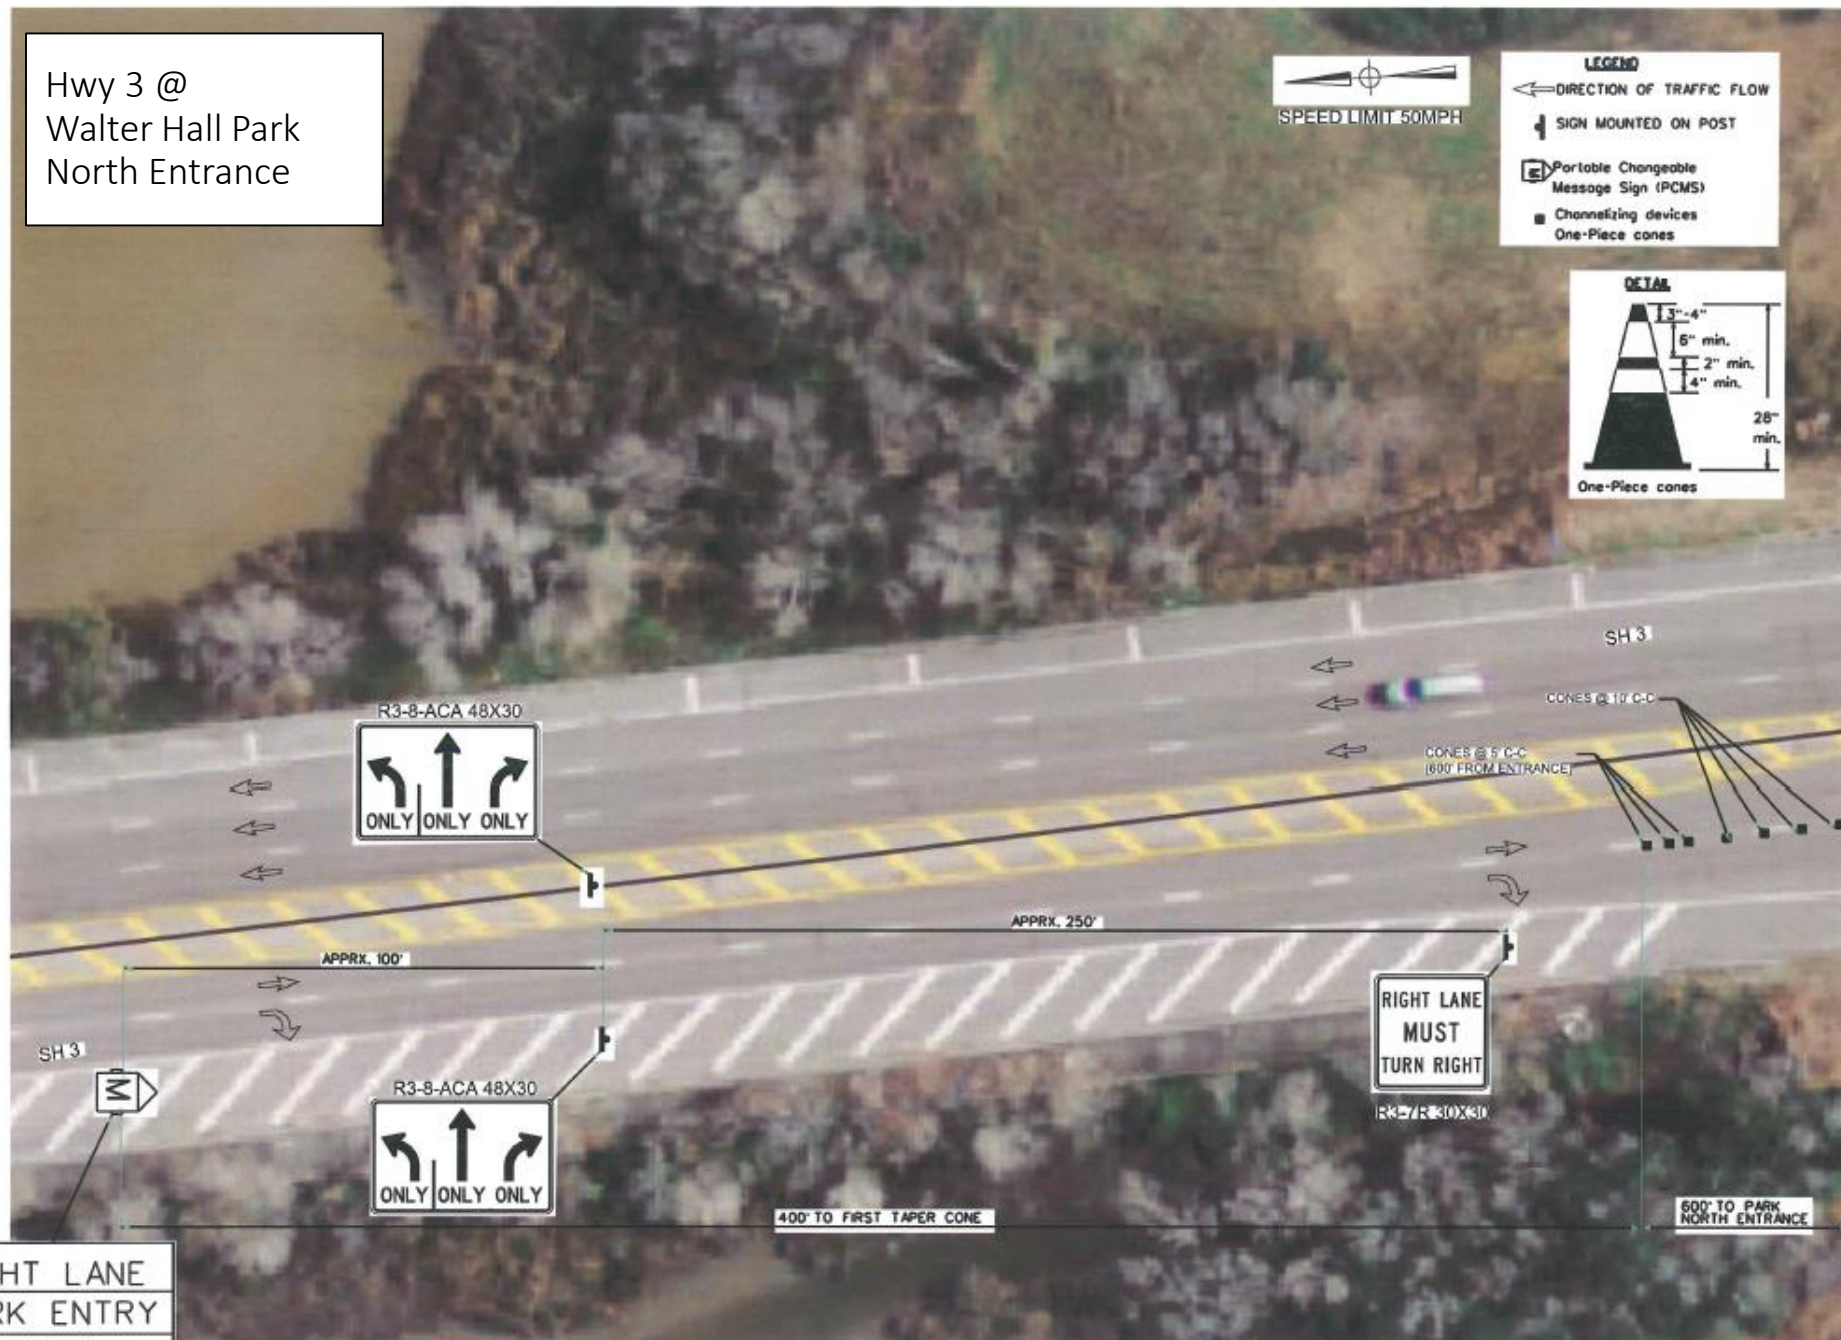 Hwy 3 @
Walter Hall Park
North Entrance
SPEED LIMIT 50MPH
LEGEND
DIRECTION OF TRAFFIC FLOW
SIGN MOUNTED ON POST
M
Portable Changeable
Message Sign (PCMS)
Channelizing devices
One-Piece cones
DETAIL
3"-4"
6" min.
2" min.
4" min.
28"
min.
One-Piece cones
SH 3
CONES @ 10' C-C
CONES @ 5' C-C
(600' FROM ENTRANCE)
R3-8-ACA 48X30
ONLY ONLY ONLY
APPRX. 250'
APPRX. 100'
RIGHT LANE
MUST
TURN RIGHT
R3-7R 30X30
SH 3
M
R3-8-ACA 48X30
ONLY ONLY ONLY
400' TO FIRST TAPER CONE
600' TO PARK
NORTH ENTRANCE
HT LANE
RK ENTRY